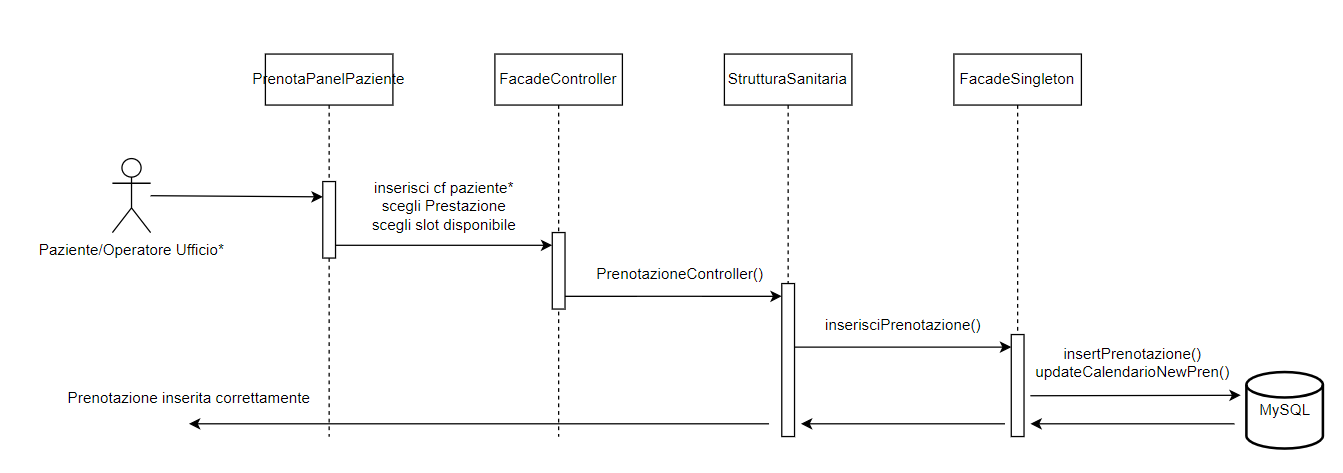 PrenotaPanelPaziente
FacadeController
StrutturaSanitaria
FacadeSingleton
inserisci cf paziente*
scegli Prestazione
scegli slot disponibile
Paziente/Operatore Ufficio*
PrenotazioneController()
inserisciPrenotazione()
insertPrenotazione()
updateCalendarioNewPren()
Prenotazione inserita correttamente
MySQL